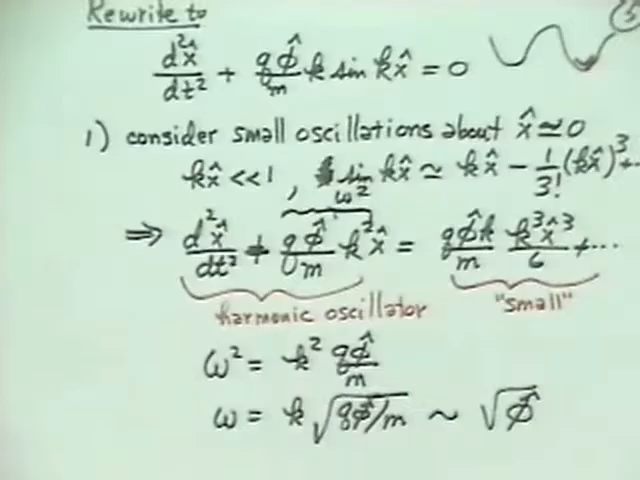 Rewrite to
d²x̂/dt² + qφ̂/m k sin kx̂ = 0
1) consider small oscillations about x̂ ≃ 0
kx̂ << 1 , sin kx̂ ≃ kx̂ − 1/3! (kx̂)³ + ...
ω²
⇒ d²x̂/dt² + qφ̂/m k²x̂ = qφ̂k/m k³x̂³/6 + ...
harmonic oscillator "small"
ω² = k² qφ̂/m
ω = k √(qφ̂/m) ~ √φ̂